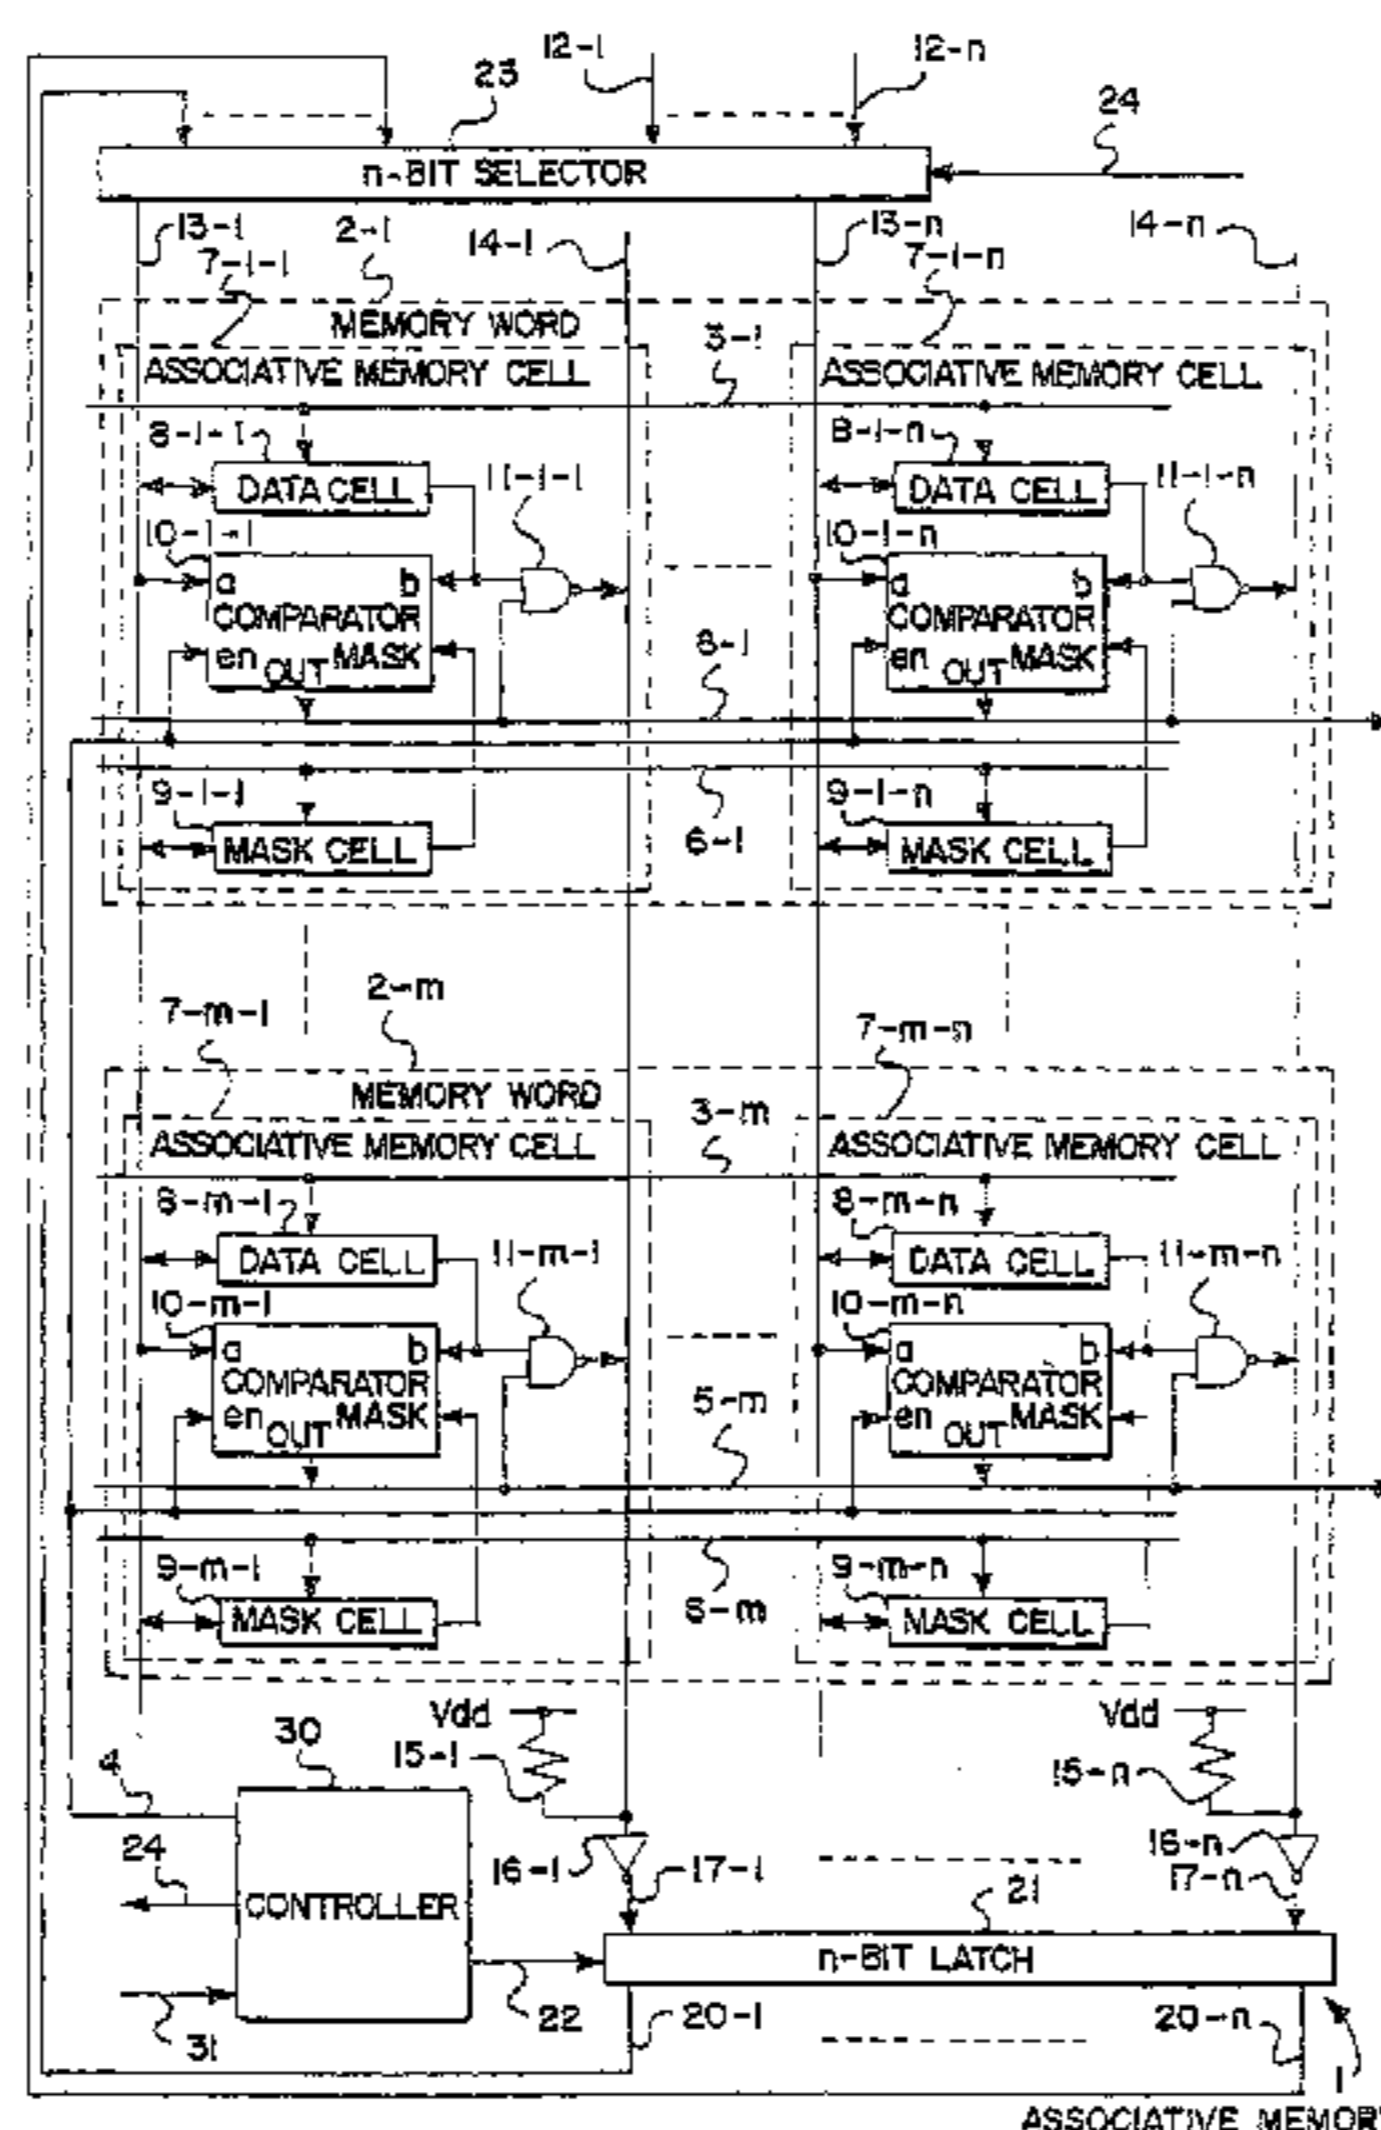 12-1
12-n
23
24
n-BIT SELECTOR
13-1
2-1
14-1
13-n
14-n
7-1-1
7-1-n
MEMORY WORD
3-1
ASSOCIATIVE MEMORY CELL
ASSOCIATIVE MEMORY CELL
8-1-1
8-1-n
DATA CELL
11-1-1
DATA CELL
11-1-n
10-1-1
10-1-n
a b
COMPARATOR
en OUT MASK
a b
COMPARATOR
en OUT MASK
9-1-1
6-1
9-1-n
MASK CELL
MASK CELL
2-m
7-m-1
7-m-n
MEMORY WORD
3-m
ASSOCIATIVE MEMORY CELL
ASSOCIATIVE MEMORY CELL
8-m-1
8-m-n
DATA CELL
11-m-1
DATA CELL
11-m-n
10-m-1
10-m-n
a b
COMPARATOR
en OUT MASK
a b
COMPARATOR
en OUT MASK
5-m
9-m-1
9-m-n
6-m
MASK CELL
MASK CELL
Vdd
Vdd
30
15-1
15-n
4
24
16-1
17-1
16-n
17-n
CONTROLLER
21
n-BIT LATCH
31
22
20-1
20-n
1
ASSOCIATIVE MEMOR